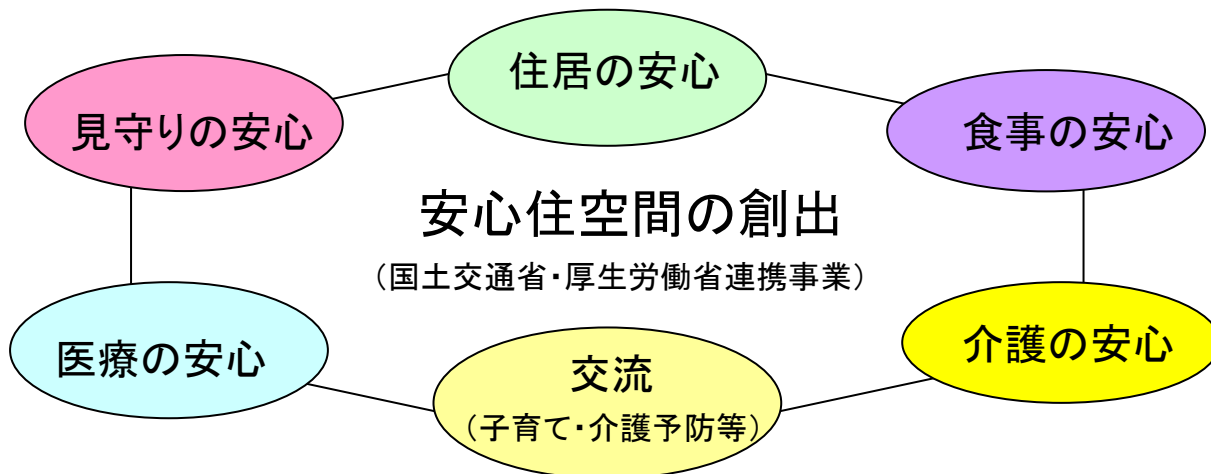 住居の安心
見守りの安心
食事の安心
安心住空間の創出
（国土交通省・厚生労働省連携事業）
医療の安心
介護の安心
交流
（子育て・介護予防等）